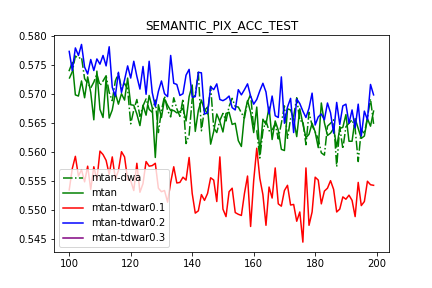 SEMANTIC_PIX_ACC_TEST
0.580
0.575
0.570
0.565
0.560
0.555
0.550
0.545
mtan-dwa
mtan
mtan-tdwar0.1
mtan-tdwar0.2
mtan-tdwar0.3
100 120 140 160 180 200